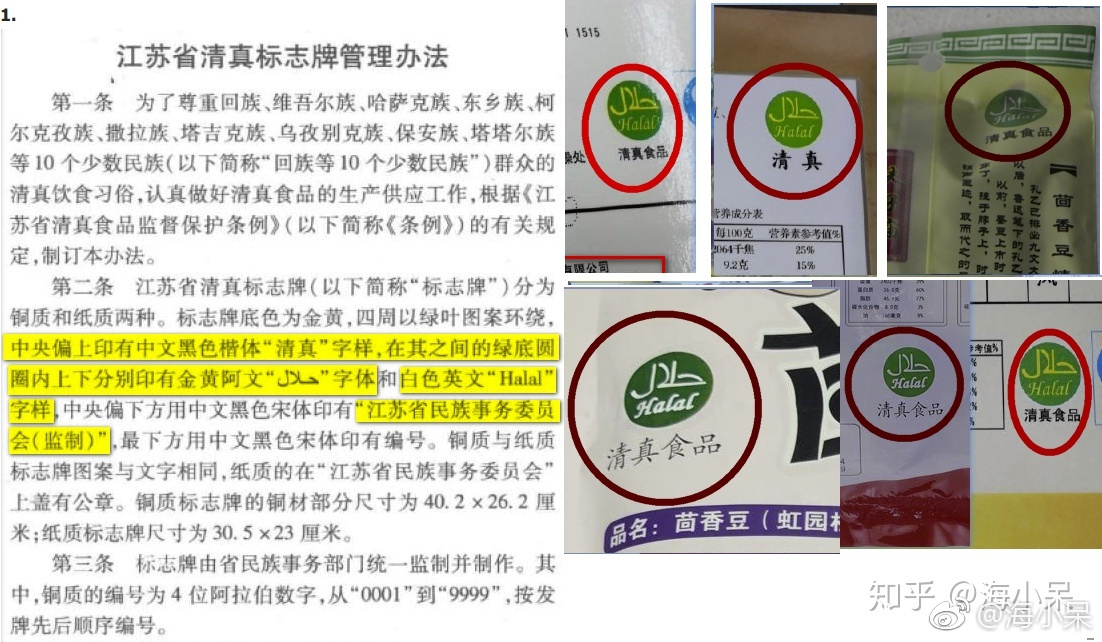 1.
江苏省清真标志牌管理办法
第一条 为了尊重回族、维吾尔族、哈萨克族、东乡族、柯
尔克孜族、撒拉族、塔吉克族、乌孜别克族、保安族、塔塔尔族
等10个少数民族(以下简称“回族等10个少数民族”)群众的
清真饮食习俗,认真做好清真食品的生产供应工作,根据《江
苏省清真食品监督保护条例》(以下简称《条例》)的有关规
定,制订本办法。
第二条 江苏省清真标志牌(以下简称“标志牌”)分为
铜质和纸质两种。标志牌底色为金黄,四周以绿叶图案环绕,
中央偏上印有中文黑色楷体“清真”字样,在其之间的绿底圆
圈内上下分别印有金黄阿文“حلال”字体和白色英文“Halal”
字样,中央偏下方用中文黑色宋体印有“江苏省民族事务委员
会(监制)”,最下方用中文黑色宋体印有编号。铜质与纸质
标志牌图案与文字相同,纸质的在“江苏省民族事务委员会”
上盖有公章。铜质标志牌的铜材部分尺寸为40.2×26.2厘
米;纸质标志牌尺寸为30.5×23厘米。
第三条 标志牌由省民族事务部门统一监制并制作。其
中,铜质的编号为4位阿拉伯数字,从“0001”到“9999”,按发
牌先后顺序编号。
1515
حلال
Halal
清真食品
有限公司
حلال
Halal
清真
营养成分表
每100克 营养素参考值%
2064千焦 25%
9.2克 15%
حلال
Halal
清真食品
茴香豆
حلال
Halal
清真食品
品名：茴香豆（虹园
حلال
Halal
清真食品
参考值%
حلال
Halal
清真食品
知乎 @海小呆
@海小呆